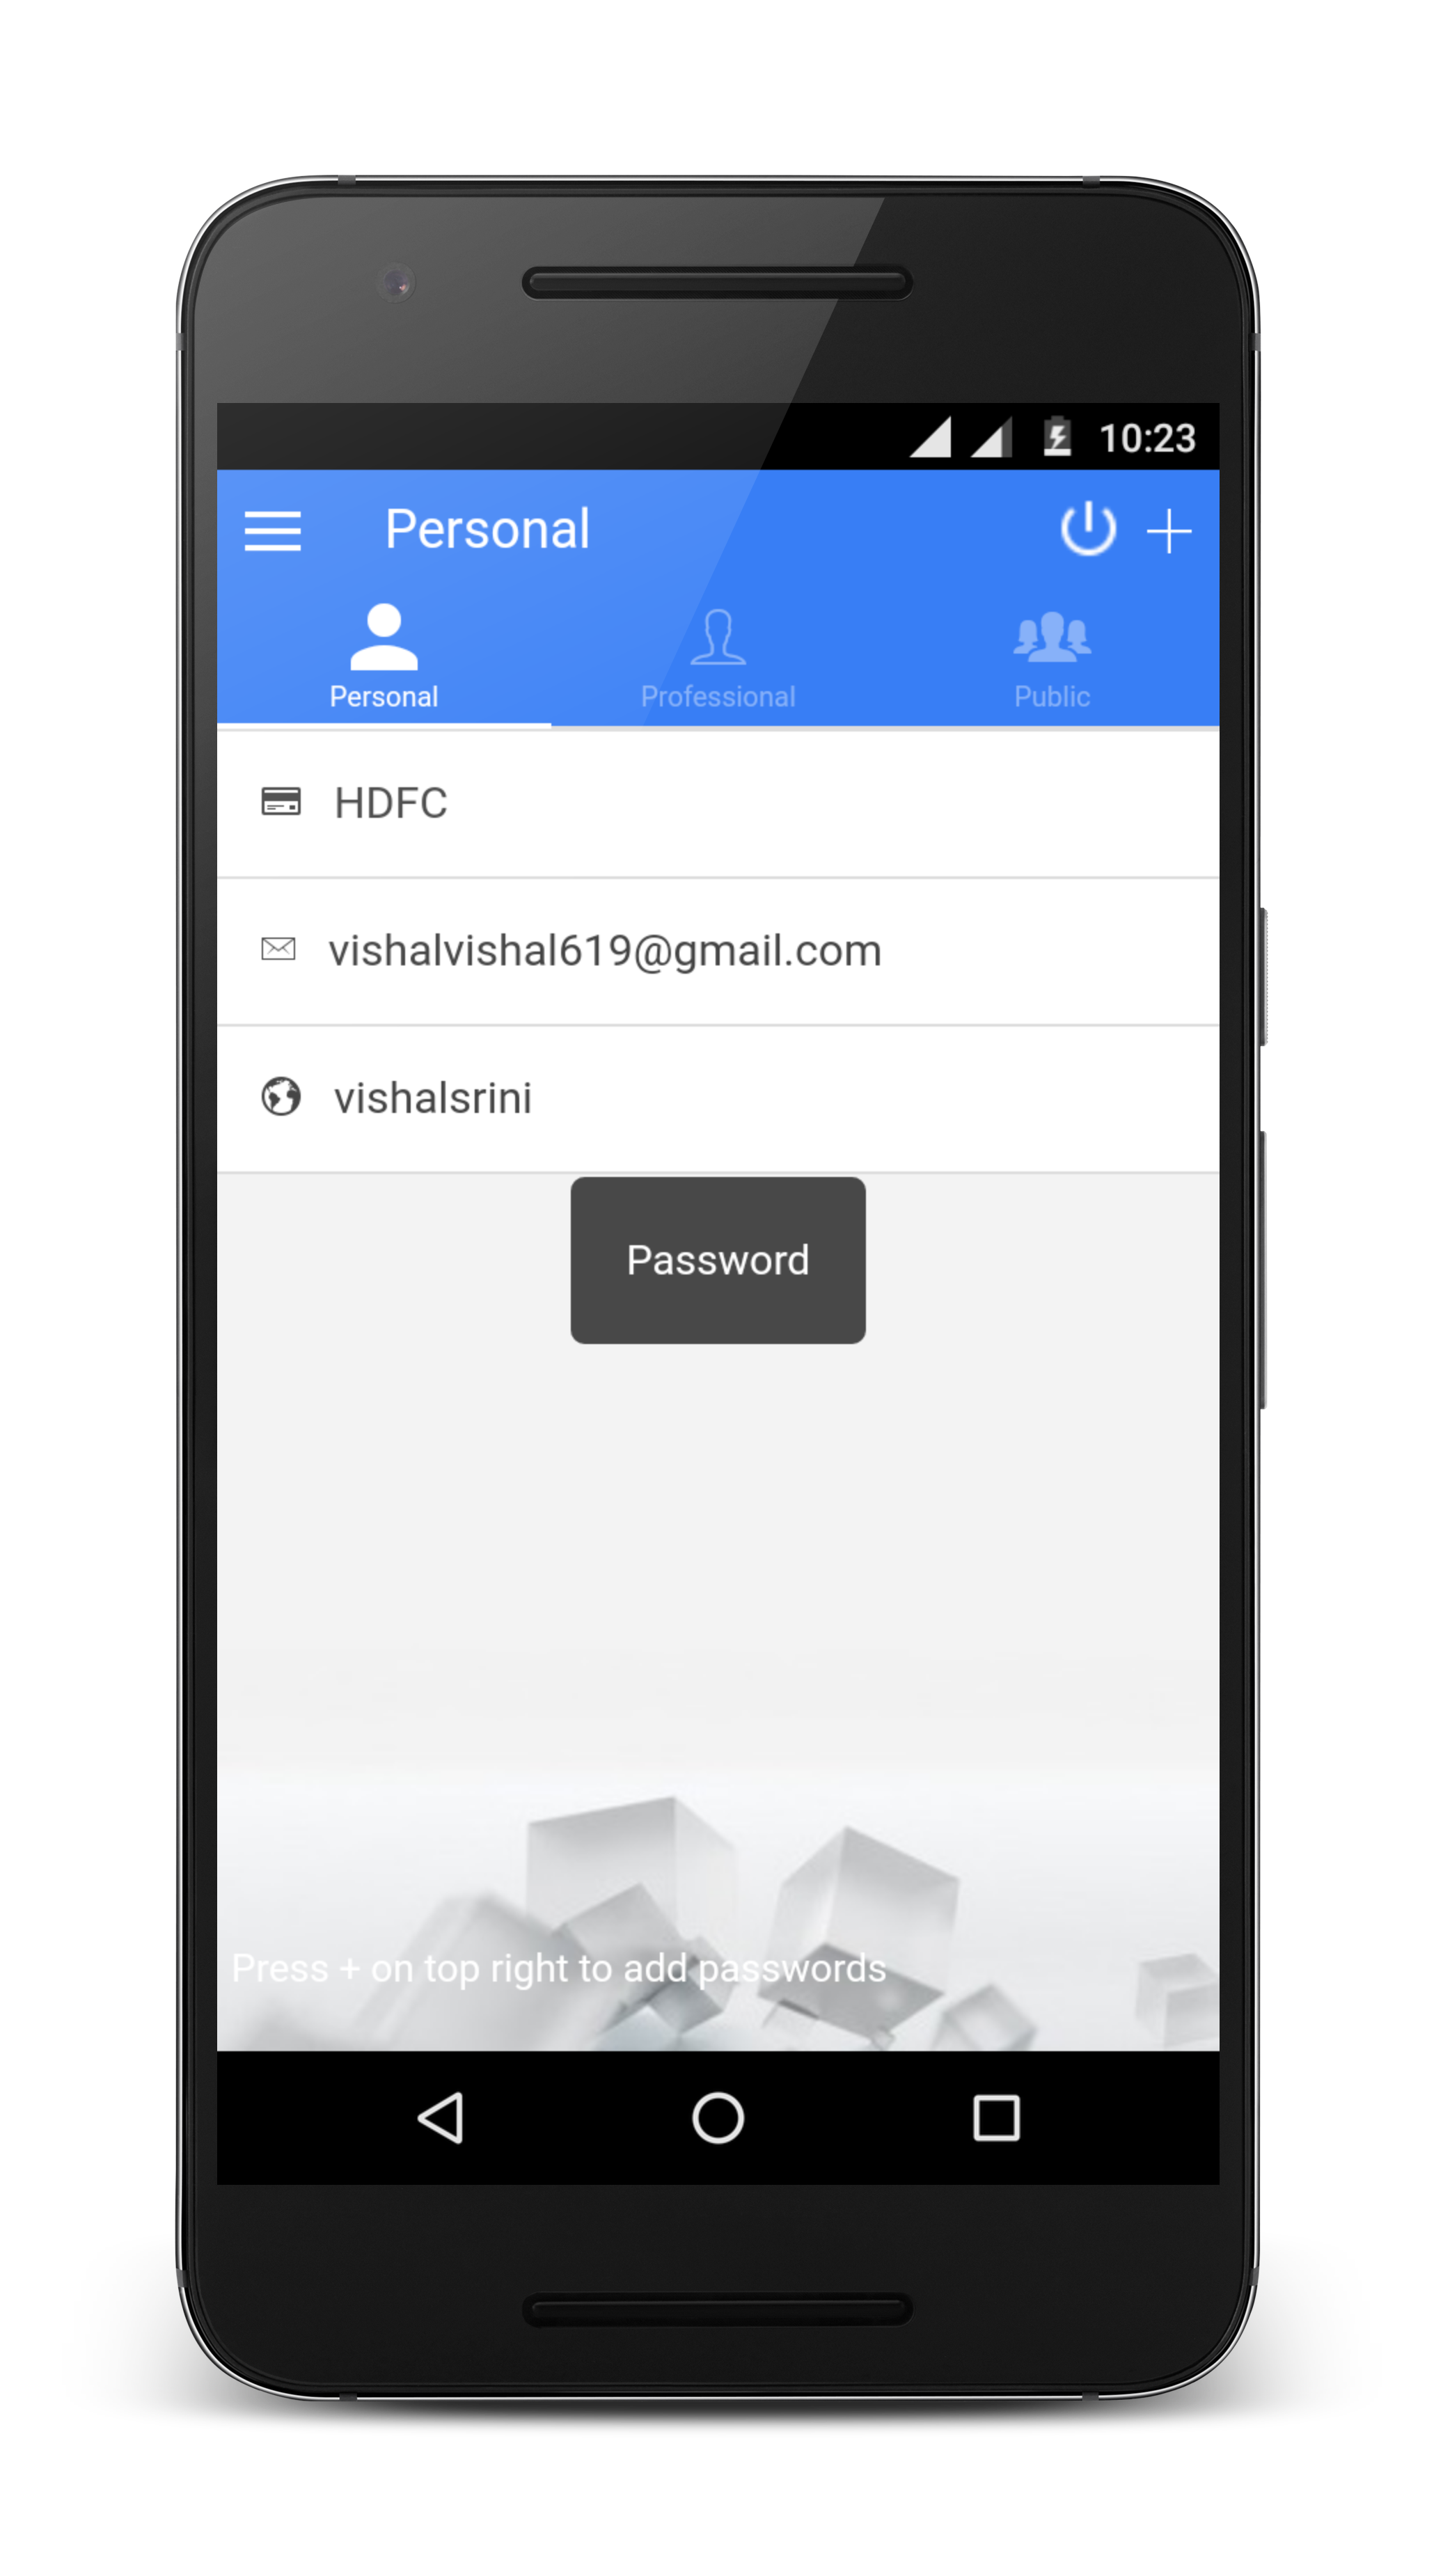 10:23
Personal
Personal Professional Public
HDFC
vishalvishal619@gmail.com
vishalsrini
Password
Press + on top right to add passwords